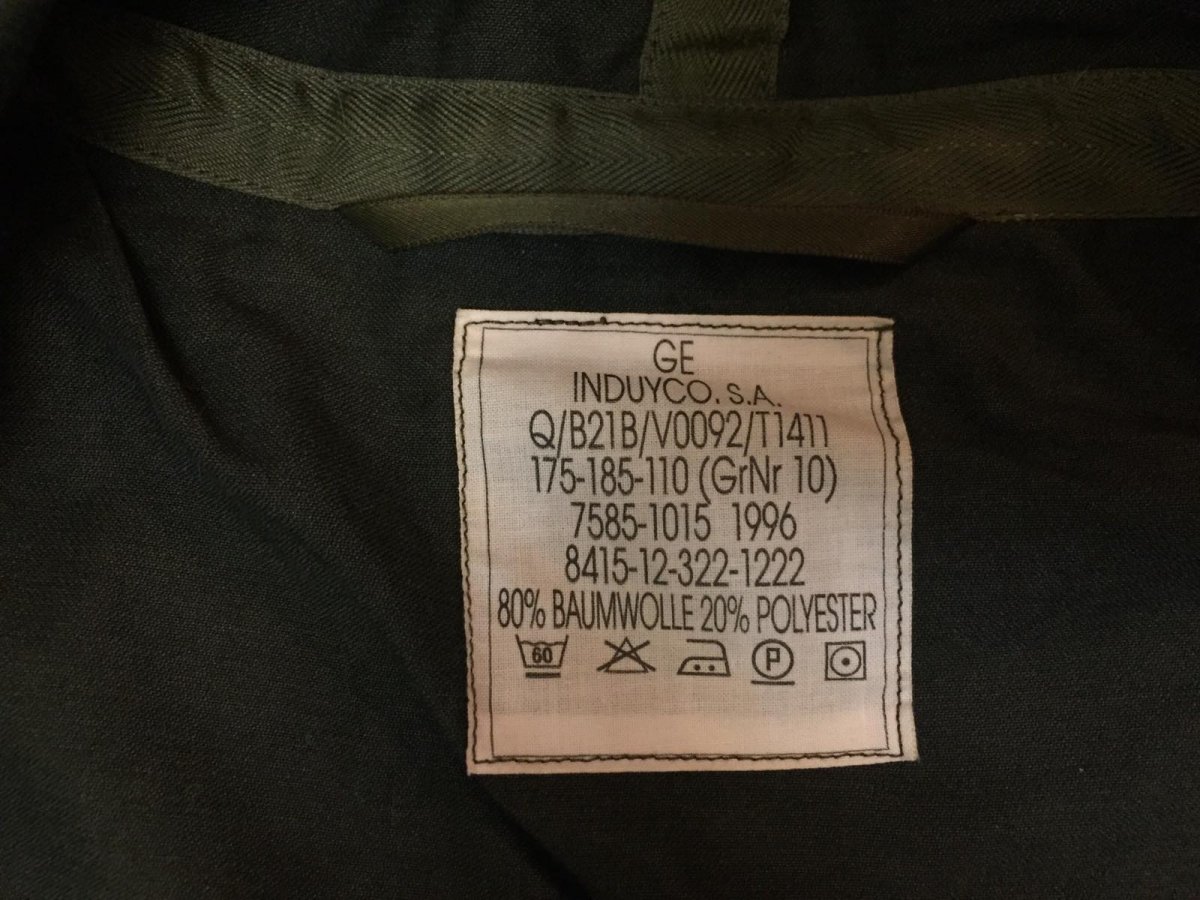 GE
INDUYCO. S.A.
Q/B21B/V0092/T1411
175-185-110 (GrNr 10)
7585-1015 1996
8415-12-322-1222
80% BAUMWOLLE 20% POLYESTER
60 P